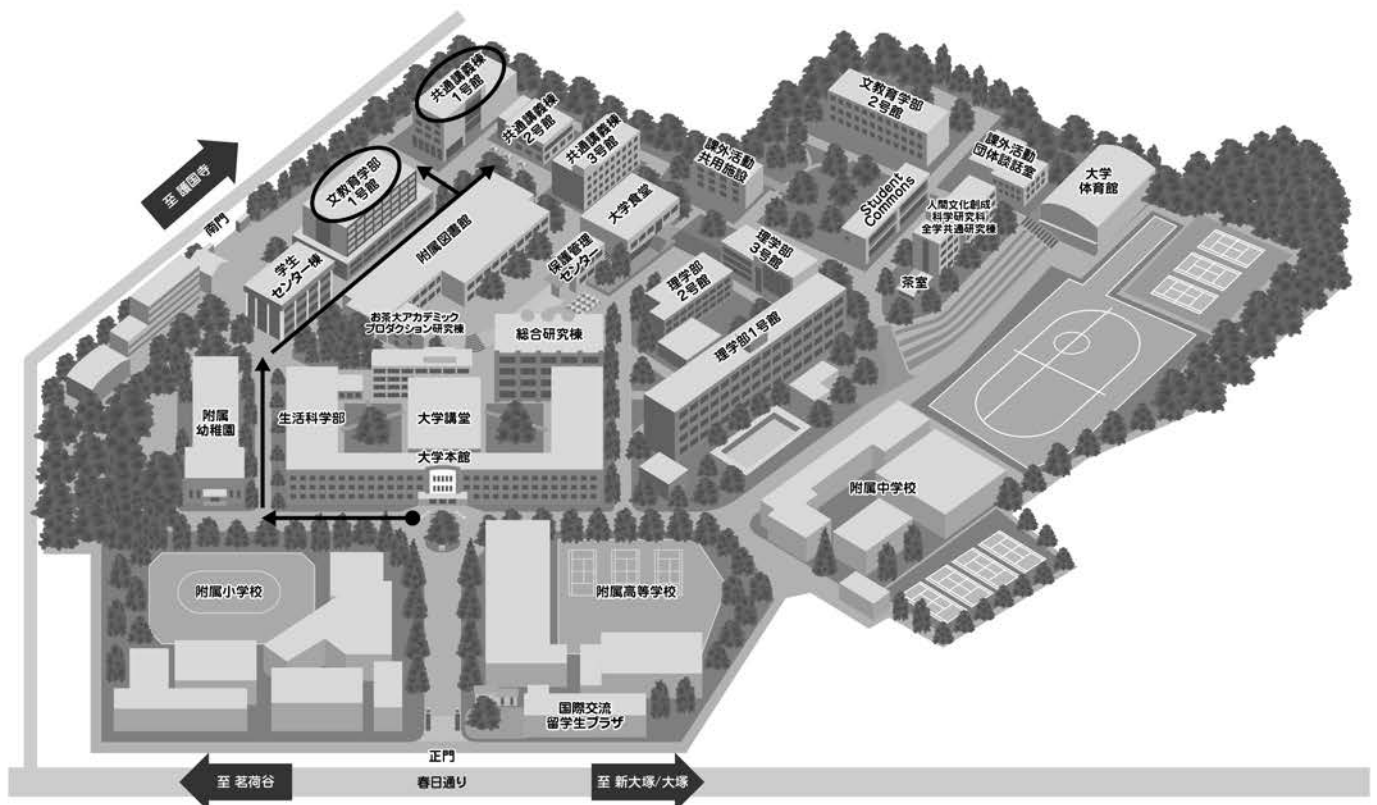 共通講義棟
1号館
共通講義棟
2号館
共通講義棟
3号館
課外活動
共用施設
文教育学部
2号館
課外活動
団体談話室
大学
体育館
至 護国寺
南門
文教育学部
1号館
附属図書館
大学食堂
Student
Commons
人間文化創成
科学研究科
全学共通研究棟
学生
センター棟
保護管理
センター
理学部
3号館
理学部
2号館
茶室
お茶大アカデミック
プロダクション研究棟
総合研究棟
理学部1号館
附属
幼稚園
生活科学部
大学講堂
大学本館
附属中学校
附属小学校
附属高等学校
国際交流
留学生プラザ
正門
至 茗荷谷
春日通り
至 新大塚/大塚